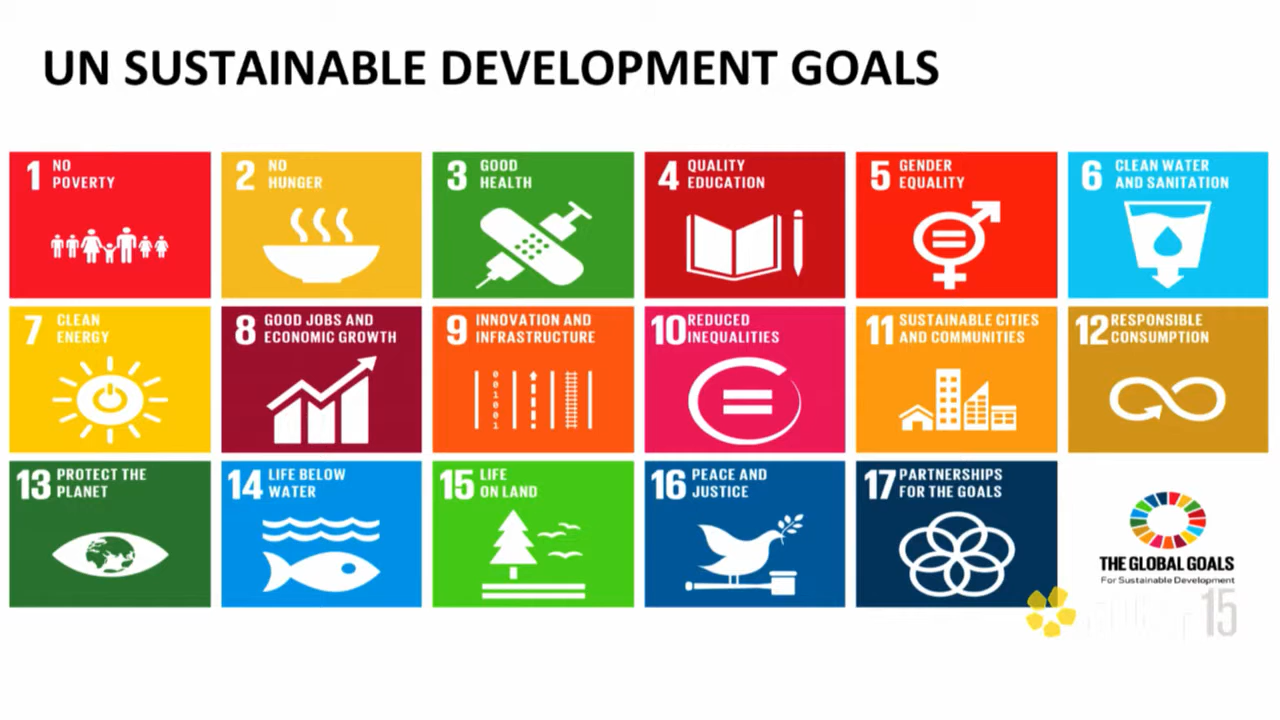 UN SUSTAINABLE DEVELOPMENT GOALS
1 NO
POVERTY
2 NO
HUNGER
3 GOOD
HEALTH
4 QUALITY
EDUCATION
5 GENDER
EQUALITY
6 CLEAN WATER
AND SANITATION
7 CLEAN
ENERGY
8 GOOD JOBS AND
ECONOMIC GROWTH
9 INNOVATION AND
INFRASTRUCTURE
10 REDUCED
INEQUALITIES
11 SUSTAINABLE CITIES
AND COMMUNITIES
12 RESPONSIBLE
CONSUMPTION
13 PROTECT THE
PLANET
14 LIFE BELOW
WATER
15 LIFE
ON LAND
16 PEACE AND
JUSTICE
17 PARTNERSHIPS
FOR THE GOALS
THE GLOBAL GOALS
For Sustainable Development
15